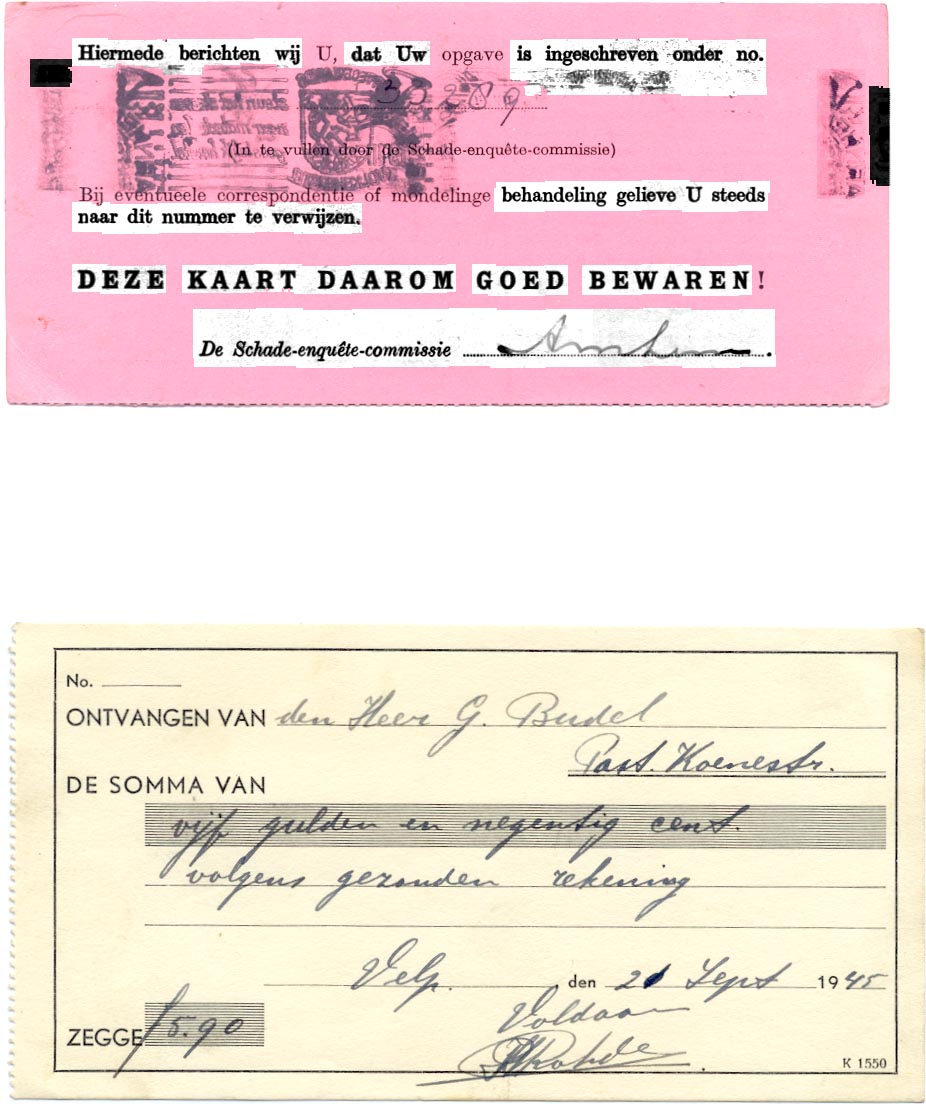 Hiermede berichten wij U, dat Uw opgave is ingeschreven onder no.
(In te vullen door de Schade-enquête-commissie)
Bij eventueele correspondentie of mondelinge behandeling gelieve U steeds
naar dit nummer te verwijzen.
DEZE KAART DAAROM GOED BEWAREN!
De Schade-enquête-commissie Arnhem.
No.
ONTVANGEN VAN den Heer G. Budel
Past. Koenestr.
DE SOMMA VAN
vijf gulden en negentig cent.
volgens gezonden rekening
Velp. , den 21 Sept 1945
Voldaan
ZEGGE f 5.90
K 1550